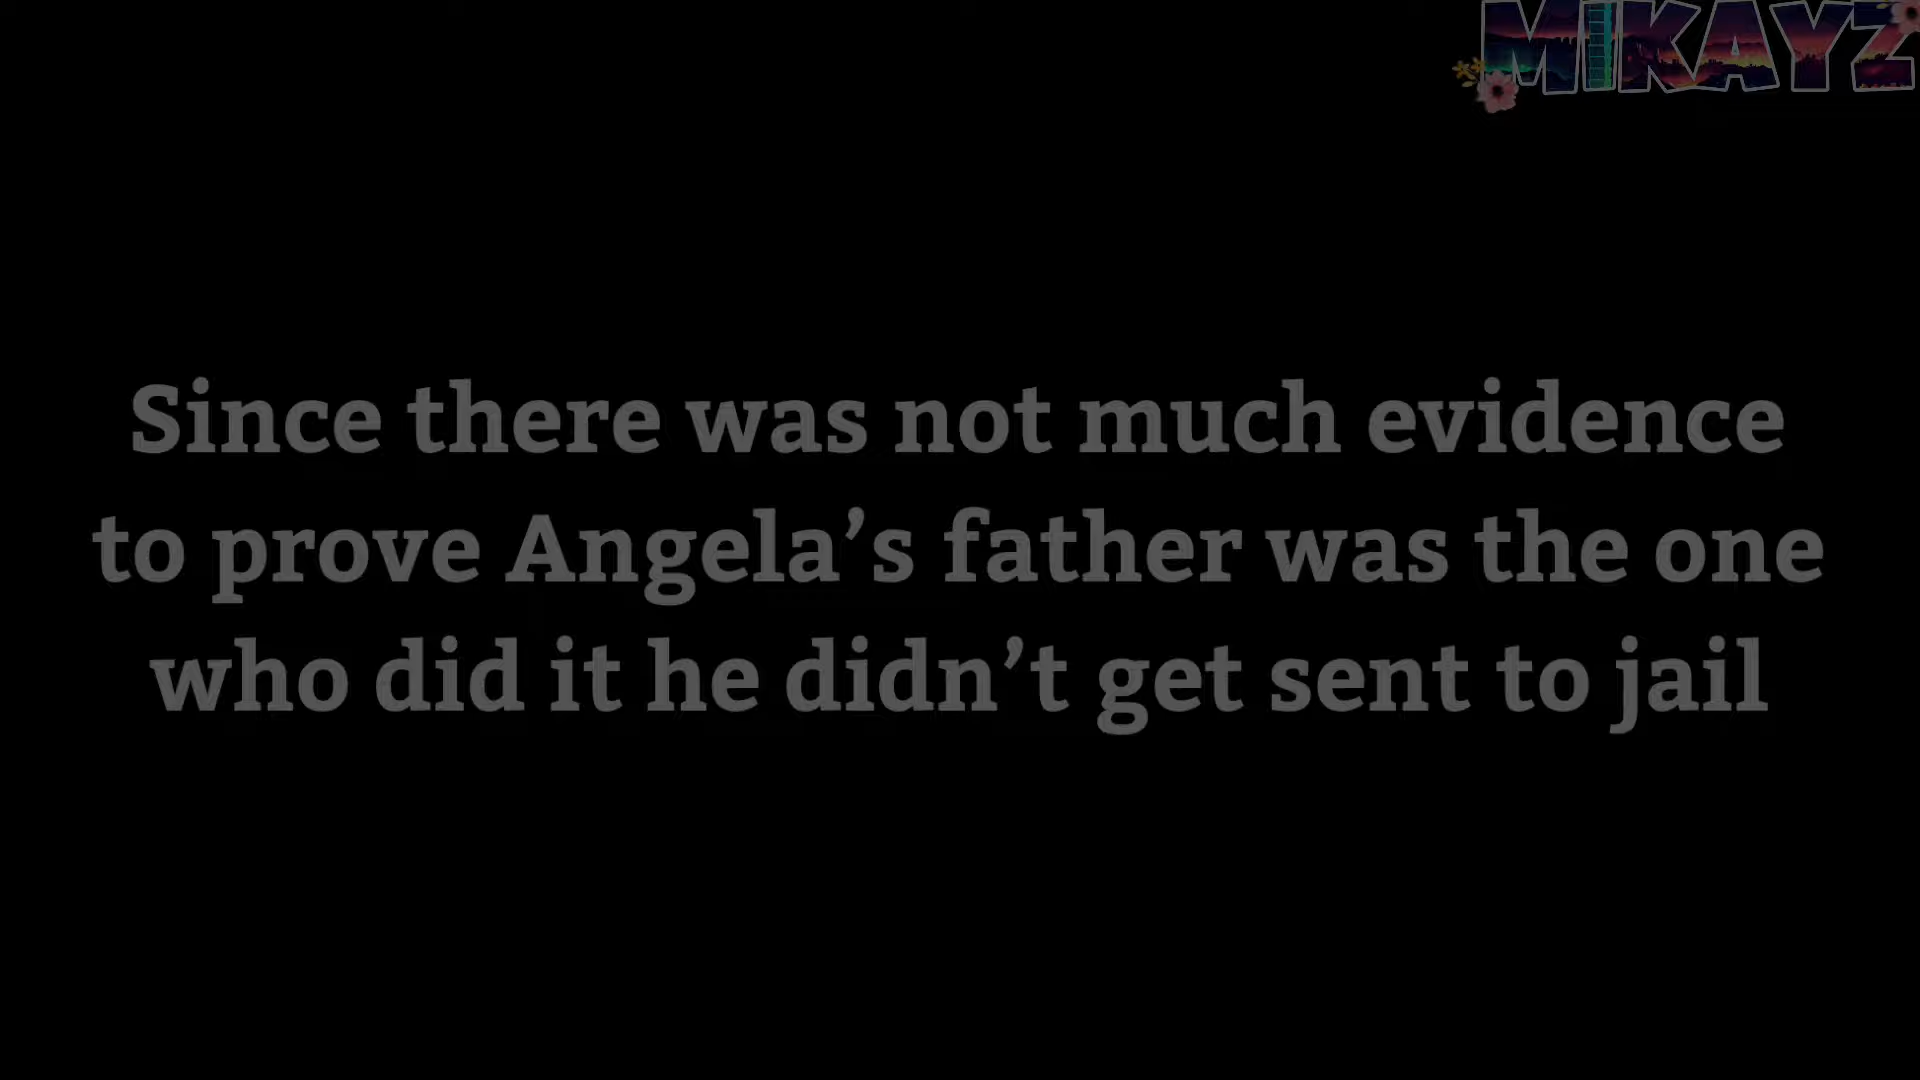 MIKAYZ
Since there was not much evidence
to prove Angela’s father was the one
who did it he didn’t get sent to jail